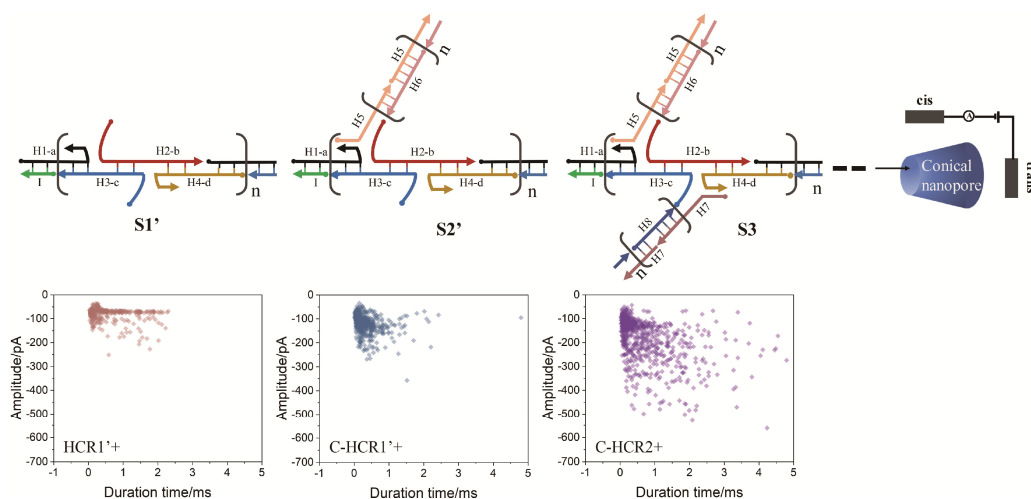 H1-a
H2-b
I
H3-c
H4-d
n
S1’
H5
n
H6
H5
H1-a
H2-b
I
H3-c
H4-d
n
S2’
H5
n
H6
H5
H1-a
H2-b
I
H3-c
H4-d
n
H8
H7
H7
n
S3
cis
A
Conical
nanopore
trans
Amplitude/pA
0
-100
-200
-300
-400
-500
-600
-700
HCR1’+
-1 0 1 2 3 4 5
Duration time/ms
Amplitude/pA
0
-100
-200
-300
-400
-500
-600
-700
C-HCR1’+
-1 0 1 2 3 4 5
Duration time/ms
Amplitude/pA
0
-100
-200
-300
-400
-500
-600
-700
C-HCR2+
-1 0 1 2 3 4 5
Duration time/ms